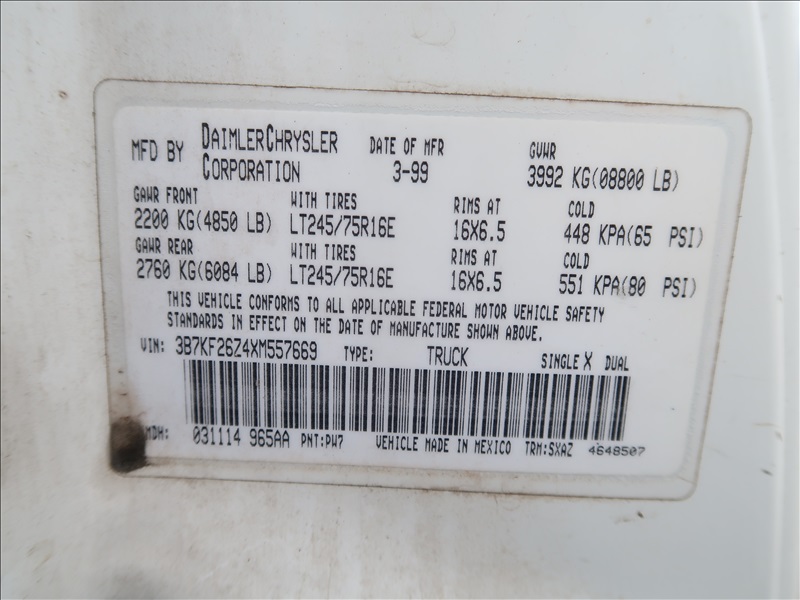 MFD BY DAIMLERCHRYSLER CORPORATION DATE OF MFR 3-99 GVWR 3992 KG(08800 LB)
GAWR FRONT WITH TIRES RIMS AT COLD
2200 KG(4850 LB) LT245/75R16E 16X6.5 448 KPA(65 PSI)
GAWR REAR WITH TIRES RIMS AT COLD
2760 KG(6084 LB) LT245/75R16E 16X6.5 551 KPA(80 PSI)
THIS VEHICLE CONFORMS TO ALL APPLICABLE FEDERAL MOTOR VEHICLE SAFETY
STANDARDS IN EFFECT ON THE DATE OF MANUFACTURE SHOWN ABOVE.
VIN: 3B7KF26Z4XM557669 TYPE: TRUCK SINGLE X DUAL
MDH: 031114 965AA PNT:PW7 VEHICLE MADE IN MEXICO TRM:SXAZ 4648507